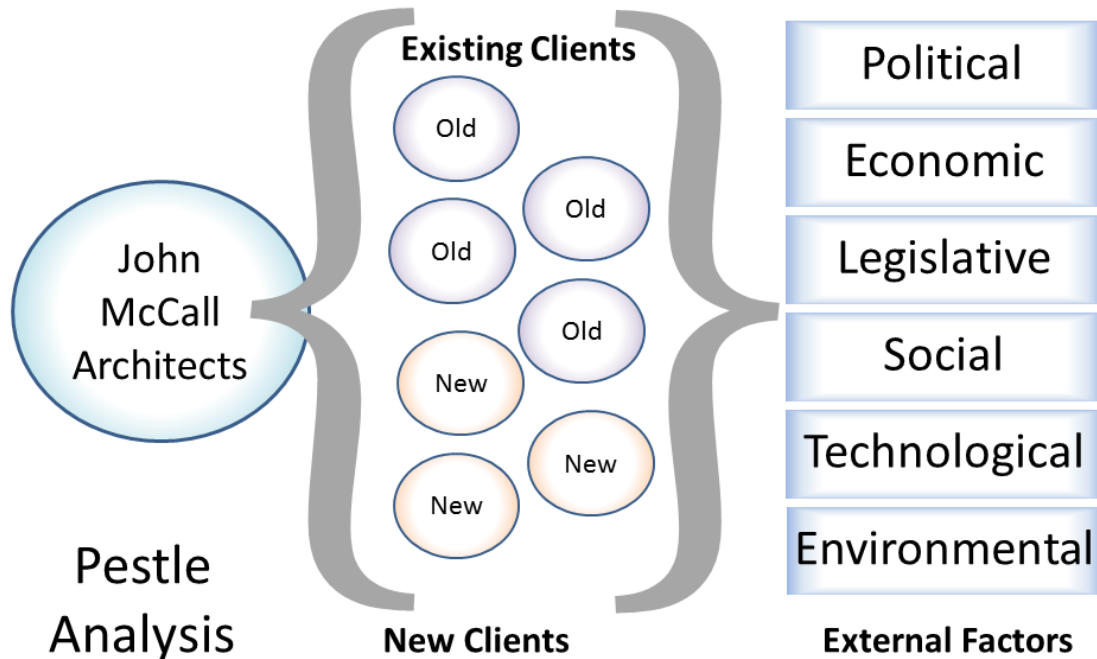 John
McCall
Architects
Pestle
Analysis
Existing Clients
Old
Old
Old
Old
New
New
New
New Clients
Political
Economic
Legislative
Social
Technological
Environmental
External Factors